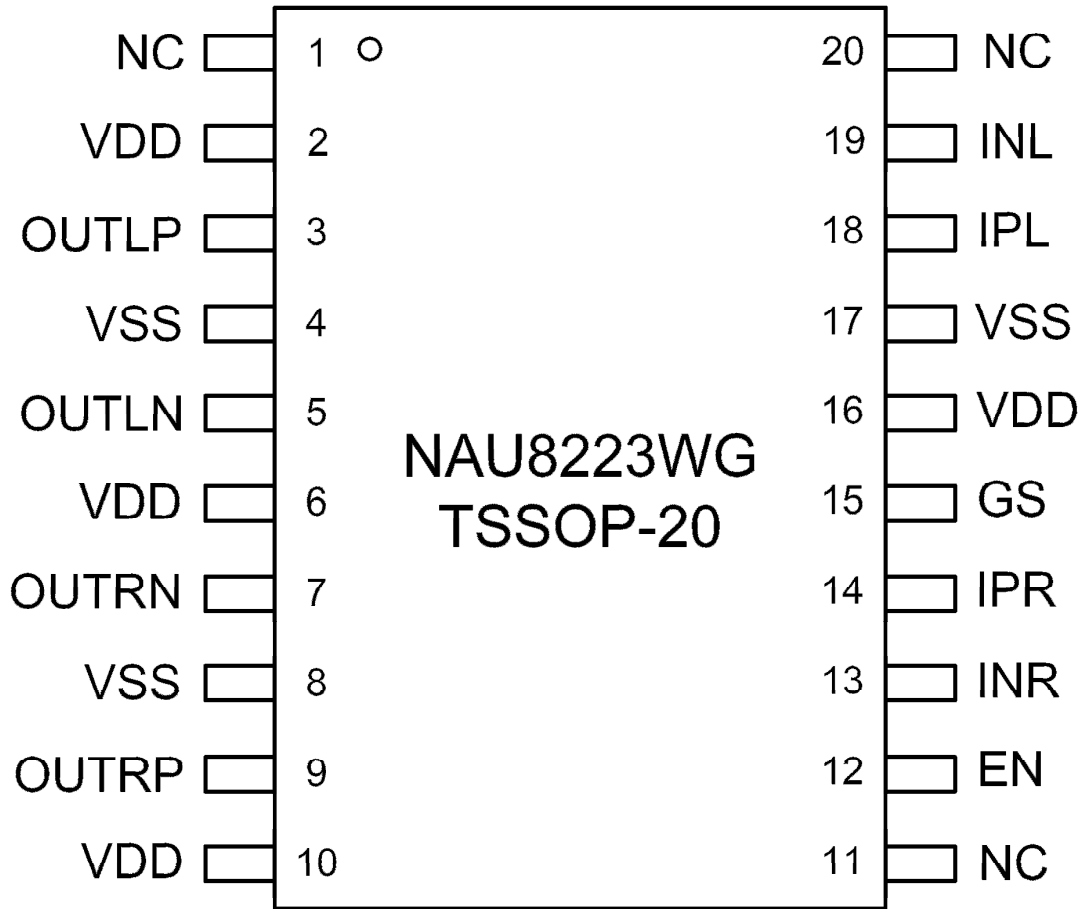 NC 1 20 NC
VDD 2 19 INL
OUTLP 3 18 IPL
VSS 4 17 VSS
OUTLN 5 16 VDD
NAU8223WG
TSSOP-20
VDD 6 15 GS
OUTRN 7 14 IPR
VSS 8 13 INR
OUTRP 9 12 EN
VDD 10 11 NC